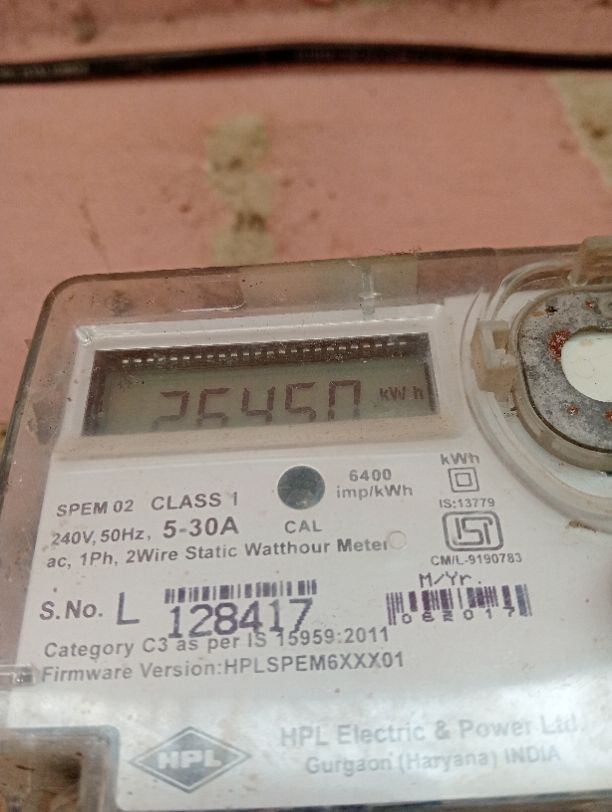 26450 kW h
SPEM 02 CLASS 1
6400 imp/kWh
kWh
IS:13779
240V, 50Hz, 5-30A
CAL
ac, 1Ph, 2Wire Static Watthour Meter
CM/L-9190783
M/Yr.
S.No. L 128417
062017
Category C3 as per IS 15959:2011
Firmware Version:HPLSPEM6XXX01
HPL
HPL Electric & Power Ltd.
Gurgaon (Haryana) INDIA